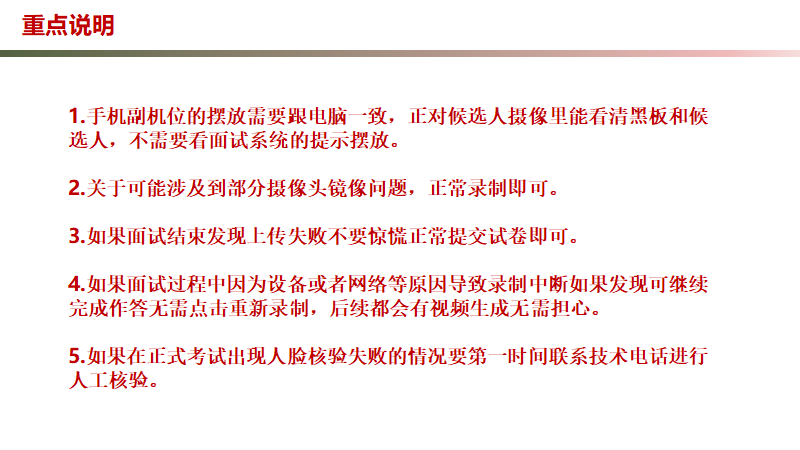 重点说明
1.手机副机位的摆放需要跟电脑一致，正对候选人摄像里能看清黑板和候
选人，不需要看面试系统的提示摆放。
2.关于可能涉及到部分摄像头镜像问题，正常录制即可。
3.如果面试结束发现上传失败不要惊慌正常提交试卷即可。
4.如果面试过程中因为设备或者网络等原因导致录制中断如果发现可继续
完成作答无需点击重新录制，后续都会有视频生成无需担心。
5.如果在正式考试出现人脸核验失败的情况要第一时间联系技术电话进行
人工核验。